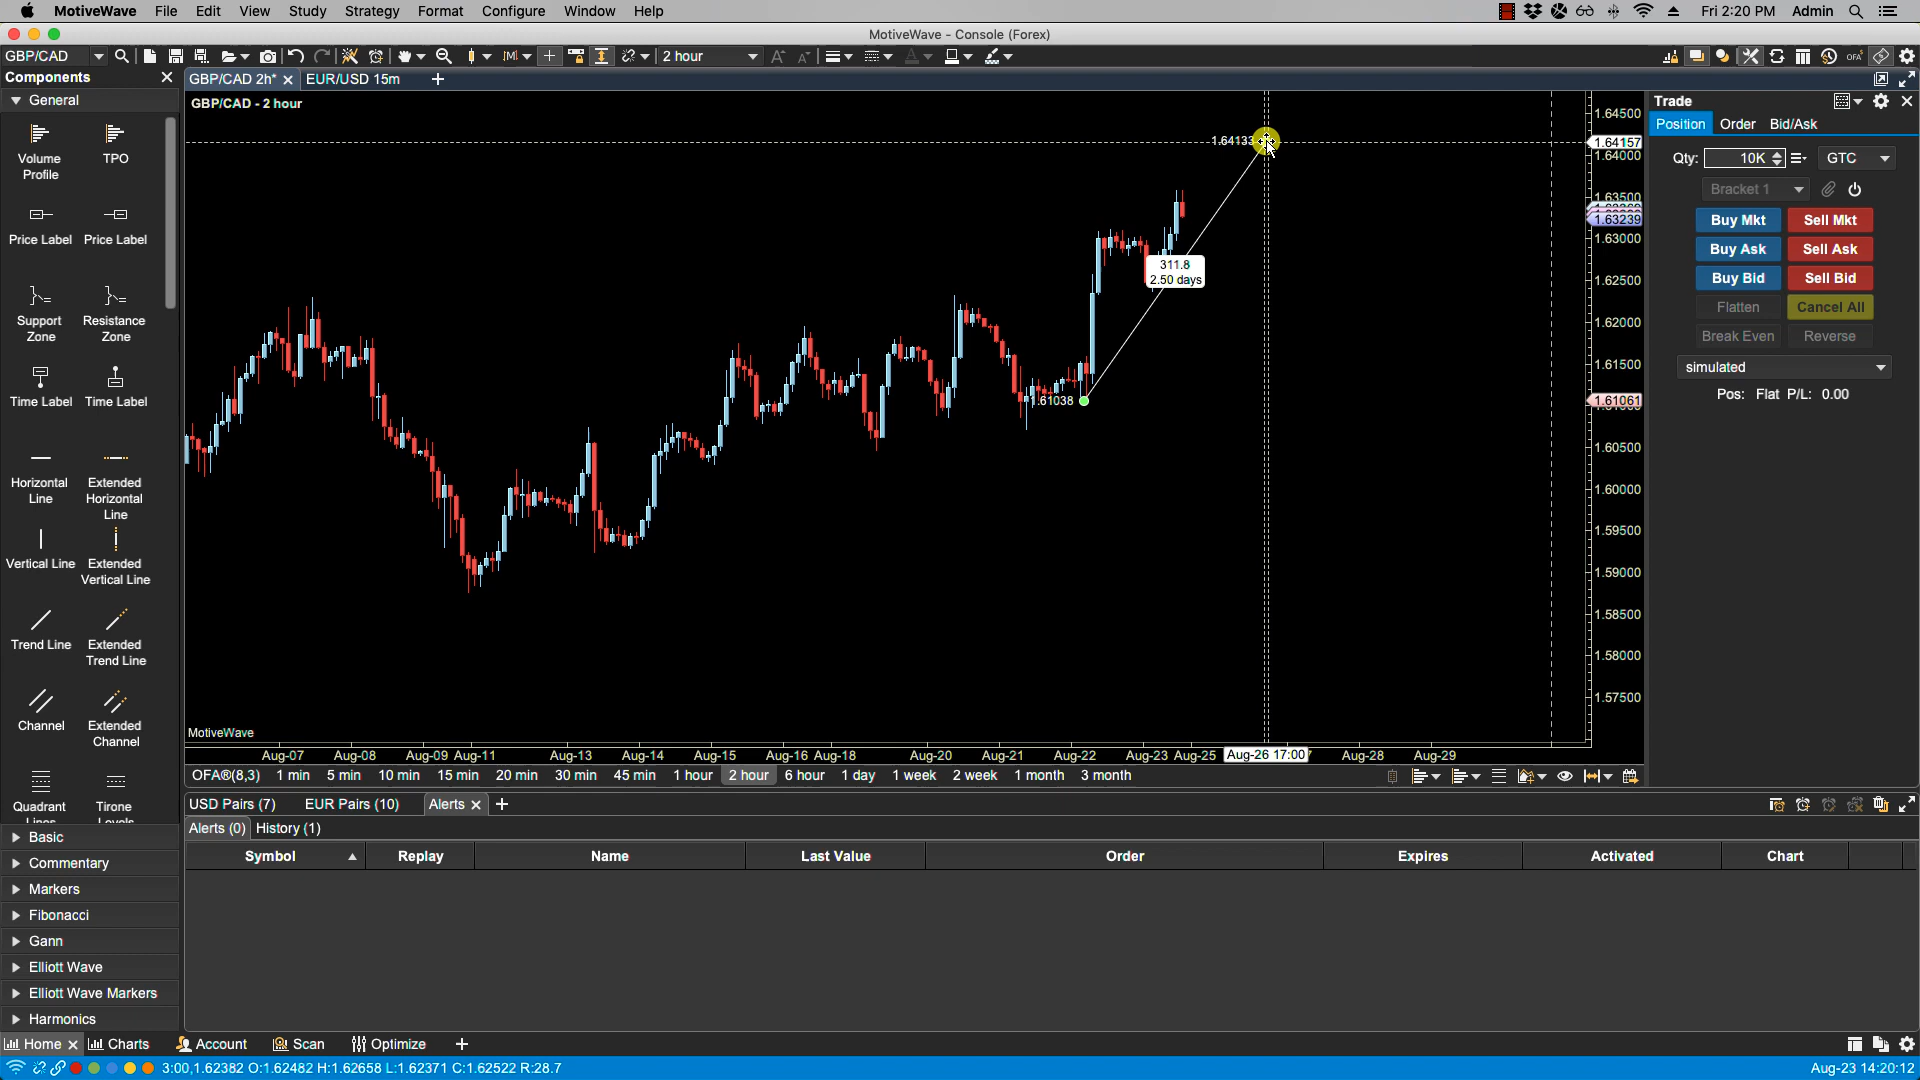 MotiveWave File Edit View Study Strategy Format Configure Window Help Fri 2:20 PM Admin
MotiveWave - Console (Forex)
GBP/CAD 2 hour
Components
GBP/CAD 2h* EUR/USD 15m
General
Volume Profile
TPO
Price Label
Price Label
Support Zone
Resistance Zone
Time Label
Time Label
Horizontal Line
Extended Horizontal Line
Vertical Line
Extended Vertical Line
Trend Line
Extended Trend Line
Channel
Extended Channel
Quadrant
Tirone
Basic
Commentary
Markers
Fibonacci
Gann
Elliott Wave
Elliott Wave Markers
Harmonics
GBP/CAD - 2 hour
1.64133
311.8
2.50 days
1.61038
MotiveWave
1.64500
1.64157
1.64000
1.63500
1.63239
1.63000
1.62500
1.62000
1.61500
1.61061
1.60500
1.60000
1.59500
1.59000
1.58500
1.58000
1.57500
Aug-07 Aug-08 Aug-09 Aug-11 Aug-13 Aug-14 Aug-15 Aug-16 Aug-18 Aug-20 Aug-21 Aug-22 Aug-23 Aug-25 Aug-26 17:00 Aug-28 Aug-29
OFA®(8,3) 1 min 5 min 10 min 15 min 20 min 30 min 45 min 1 hour 2 hour 6 hour 1 day 1 week 2 week 1 month 3 month
Trade
Position Order Bid/Ask
Qty: 10K GTC
Bracket 1
Buy Mkt Sell Mkt
Buy Ask Sell Ask
Buy Bid Sell Bid
Flatten Cancel All
Break Even Reverse
simulated
Pos: Flat P/L: 0.00
USD Pairs (7) EUR Pairs (10) Alerts
Alerts (0) History (1)
Symbol Replay Name Last Value Order Expires Activated Chart
Home Charts Account Scan Optimize
3:00,1.62382 O:1.62482 H:1.62658 L:1.62371 C:1.62522 R:28.7
Aug-23 14:20:12